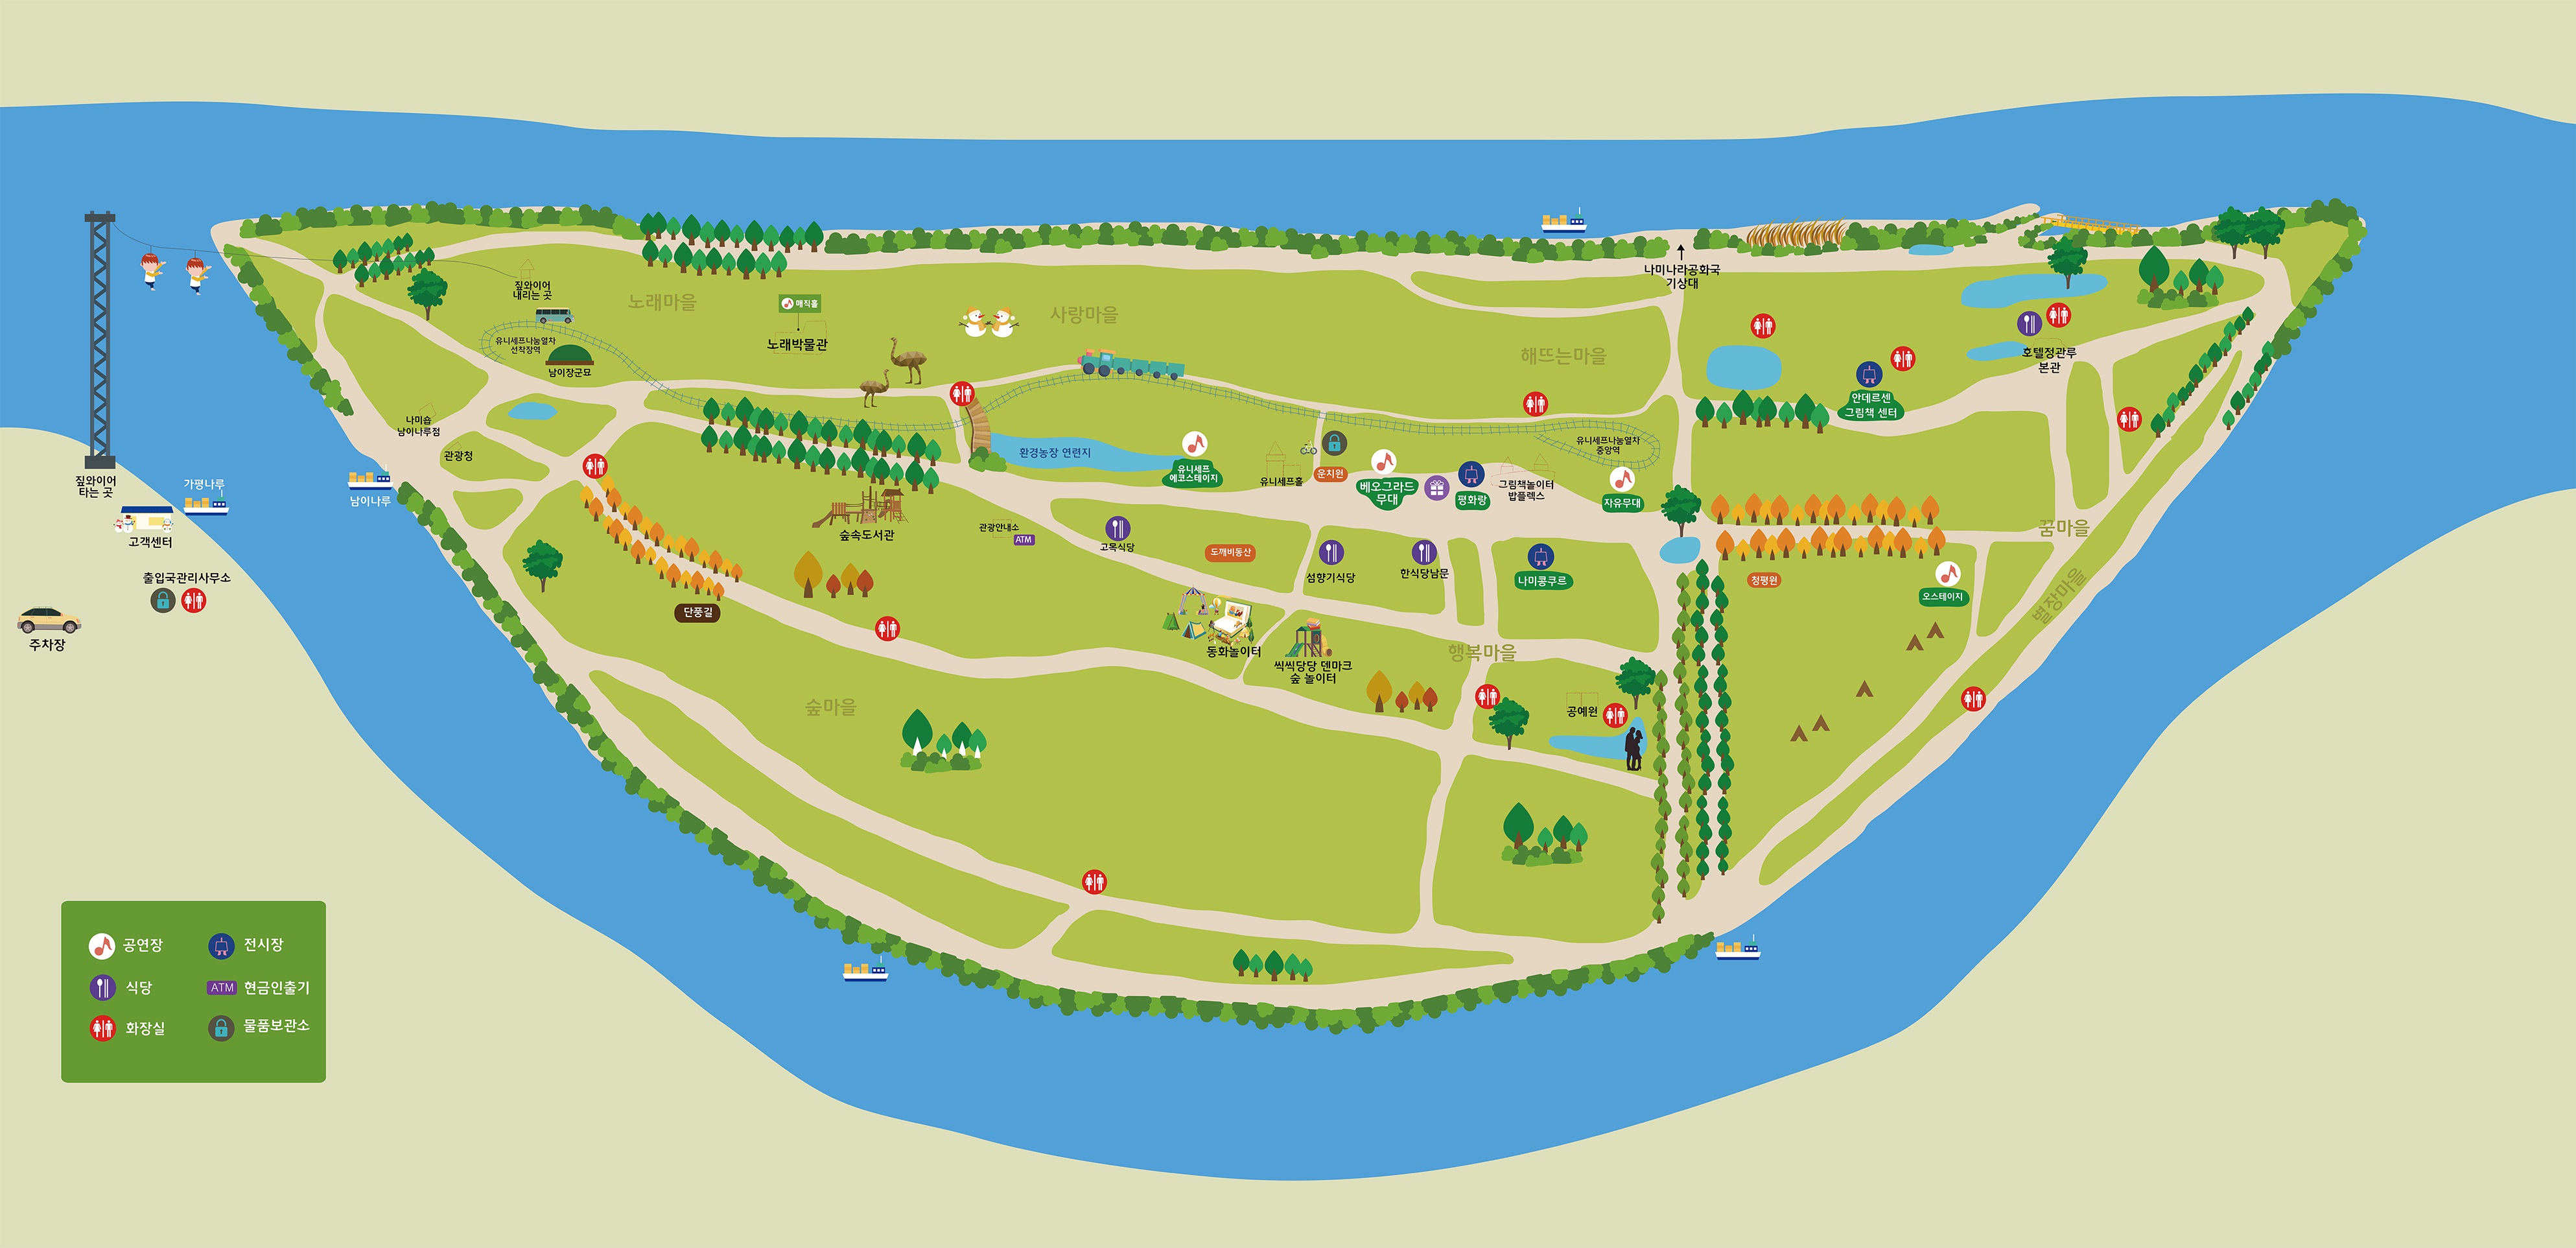 나미나라공화국
기상대
짚와이어
내리는 곳
노래마을
매직홀
사랑마을
노래박물관
해뜨는마을
유니세프나눔열차
선착장역
남이장군묘
호텔정관루
본관
안데르센
그림책 센터
나미숍
남이나루점
관광청
환경농장 연련지
유니세프
에코스테이지
유니세프홀
운치원
베오그라드
무대
평화랑
그림책놀이터
밥플렉스
유니세프나눔열차
중앙역
자유무대
짚와이어
타는 곳
가평나루
남이나루
고객센터
숲속도서관
관광안내소
ATM
고목식당
도깨비동산
섬향기식당
한식당남문
나미콩쿠르
청평원
꿈마을
오스테이지
별장마을
출입국관리사무소
주차장
단풍길
동화놀이터
씩씩당당 덴마크
숲 놀이터
행복마을
숲마을
공예원
공연장
전시장
식당
ATM 현금인출기
화장실
물품보관소